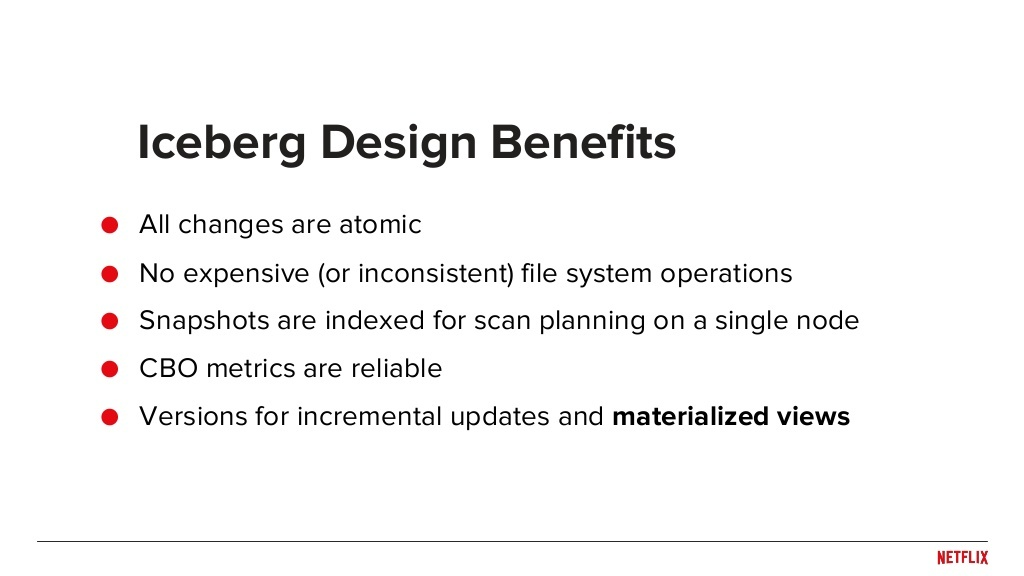 Iceberg Design Benefits
All changes are atomic
No expensive (or inconsistent) file system operations
Snapshots are indexed for scan planning on a single node
CBO metrics are reliable
Versions for incremental updates and materialized views
NETFLIX